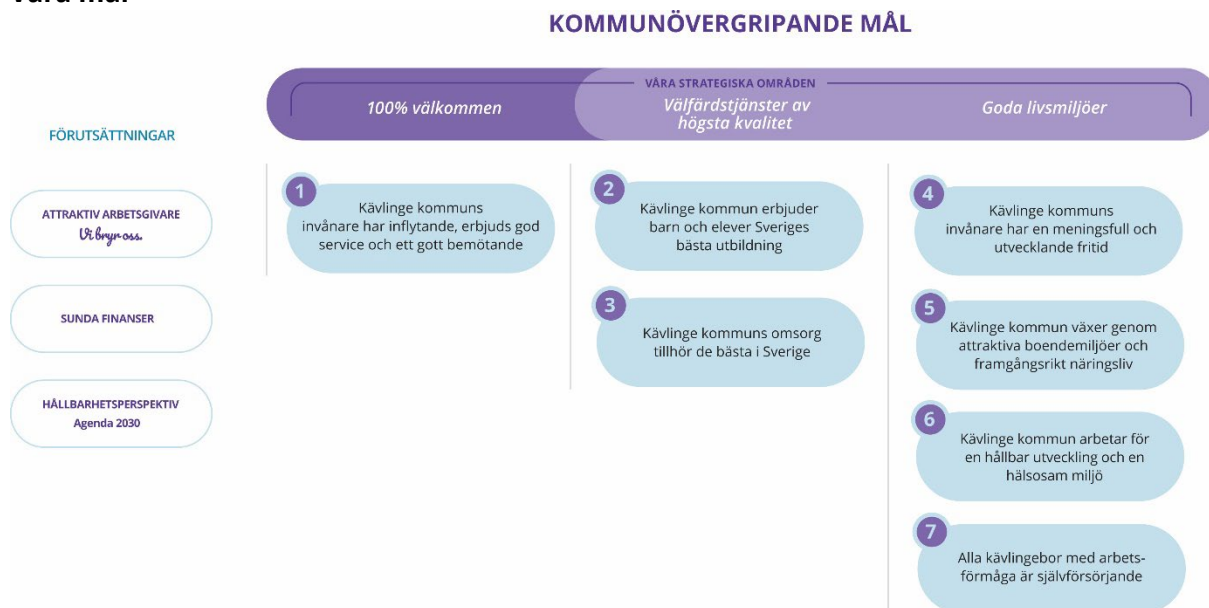 Våra mål
KOMMUNÖVERGRIPANDE MÅL
VÅRA STRATEGISKA OMRÅDEN
100% välkommen
Välfärdstjänster av
högsta kvalitet
Goda livsmiljöer
FÖRUTSÄTTNINGAR
ATTRAKTIV ARBETSGIVARE
Vi bryr oss.
SUNDA FINANSER
HÅLLBARHETSPERSPEKTIV
Agenda 2030
1
Kävlinge kommuns
invånare har inflytande, erbjuds god
service och ett gott bemötande
2
Kävlinge kommun erbjuder
barn och elever Sveriges
bästa utbildning
3
Kävlinge kommuns omsorg
tillhör de bästa i Sverige
4
Kävlinge kommuns
invånare har en meningsfull och
utvecklande fritid
5
Kävlinge kommun växer genom
attraktiva boendemiljöer och
framgångsrikt näringsliv
6
Kävlinge kommun arbetar för
en hållbar utveckling och en
hälsosam miljö
7
Alla kävlingebor med arbets-
förmåga är självförsörjande